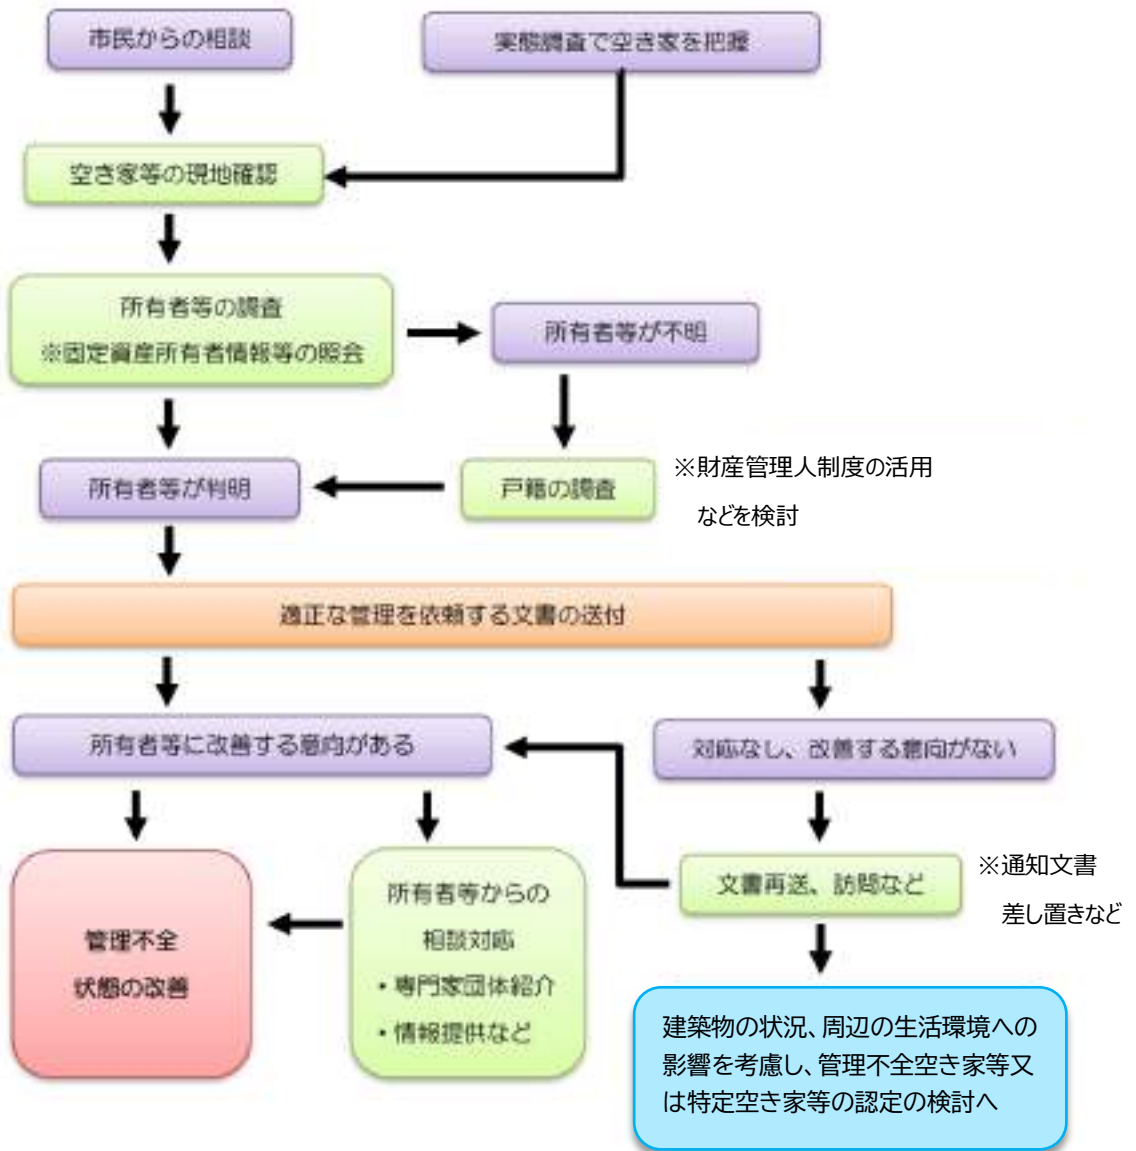 市民からの相談
実態調査で空き家を把握
空き家等の現地確認
所有者等の調査
※固定資産所有者情報等の照会
所有者等が不明
所有者等が判明
戸籍の調査
※財産管理人制度の活用
などを検討
適正な管理を依頼する文書の送付
所有者等に改善する意向がある
対応なし、改善する意向がない
管理不全
状態の改善
所有者等からの
相談対応
・専門家団体紹介
・情報提供など
文書再送、訪問など
※通知文書
差し置きなど
建築物の状況、周辺の生活環境への
影響を考慮し、管理不全空き家等又
は特定空き家等の認定の検討へ